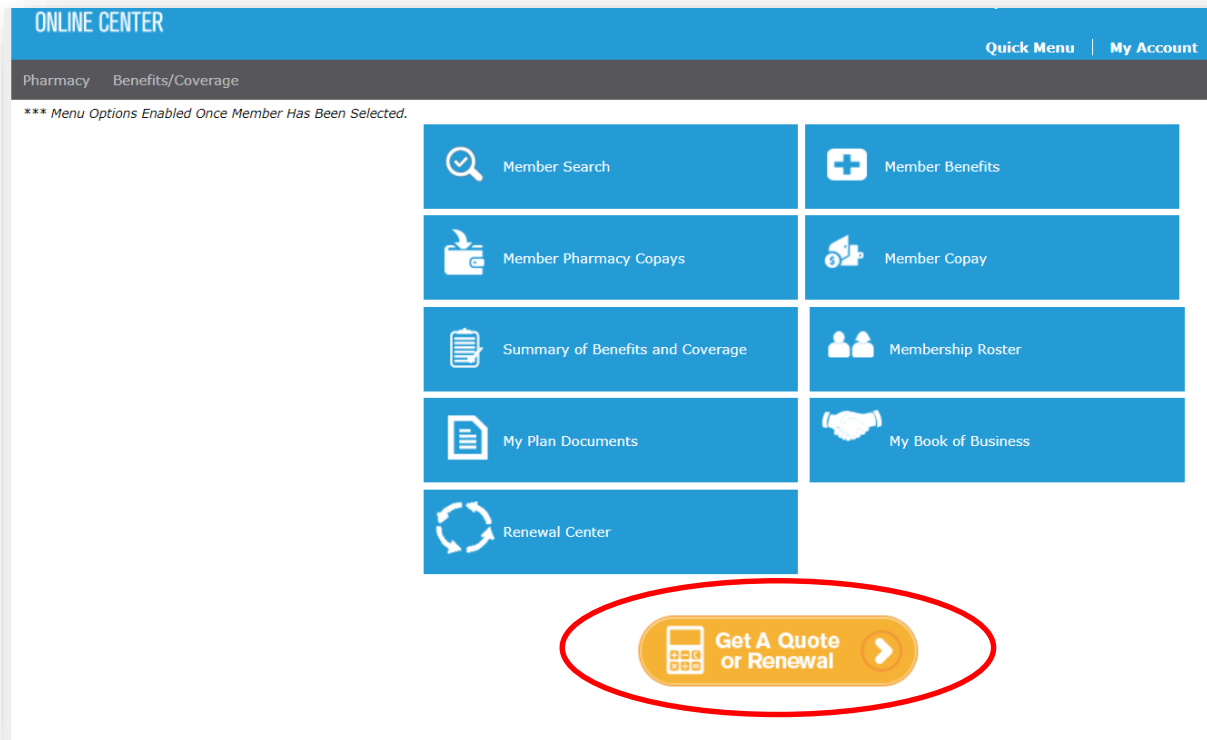 ONLINE CENTER
Quick Menu | My Account
Pharmacy Benefits/Coverage
*** Menu Options Enabled Once Member Has Been Selected.
Member Search
Member Benefits
Member Pharmacy Copays
Member Copay
Summary of Benefits and Coverage
Membership Roster
My Plan Documents
My Book of Business
Renewal Center
Get A Quote
or Renewal